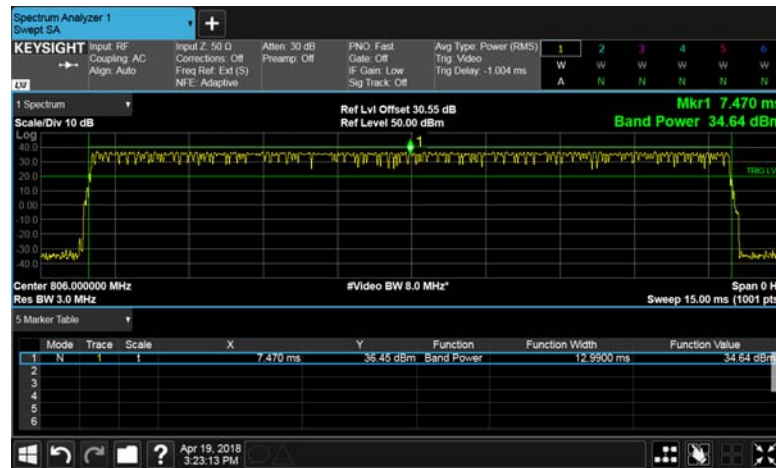 Spectrum Analyzer 1
Swept SA
+
KEYSIGHT
Input: RF
Coupling: AC
Align: Auto
Input Z: 50 Ω
Corrections: Off
Freq Ref: Ext (S)
NFE: Adaptive
Atten: 30 dB
Preamp: Off
PNO: Fast
Gate: Off
IF Gain: Low
Sig Track: Off
Avg Type: Power (RMS)
Trig: Video
Trig Delay: -1.004 ms
1 2 3 4 5 6
W W W W W W
A N N N N N
LXI
1 Spectrum
Scale/Div 10 dB
Ref Lvl Offset 30.55 dB
Ref Level 50.00 dBm
Mkr1 7.470 ms
Band Power 34.64 dBm
Log
40.0
30.0
20.0
10.0
0.00
-10.0
-20.0
-30.0
-40.0
1
TRIG LV
Center 806.000000 MHz
Res BW 3.0 MHz
#Video BW 8.0 MHz*
Span 0 H
Sweep 15.00 ms (1001 pts
5 Marker Table
Mode Trace Scale X Y Function Function Width Function Value
1 N 1 t 7.470 ms 36.45 dBm Band Power 12.9900 ms 34.64 dBm
2
3
4
5
6
?
Apr 19, 2018
3:23:13 PM